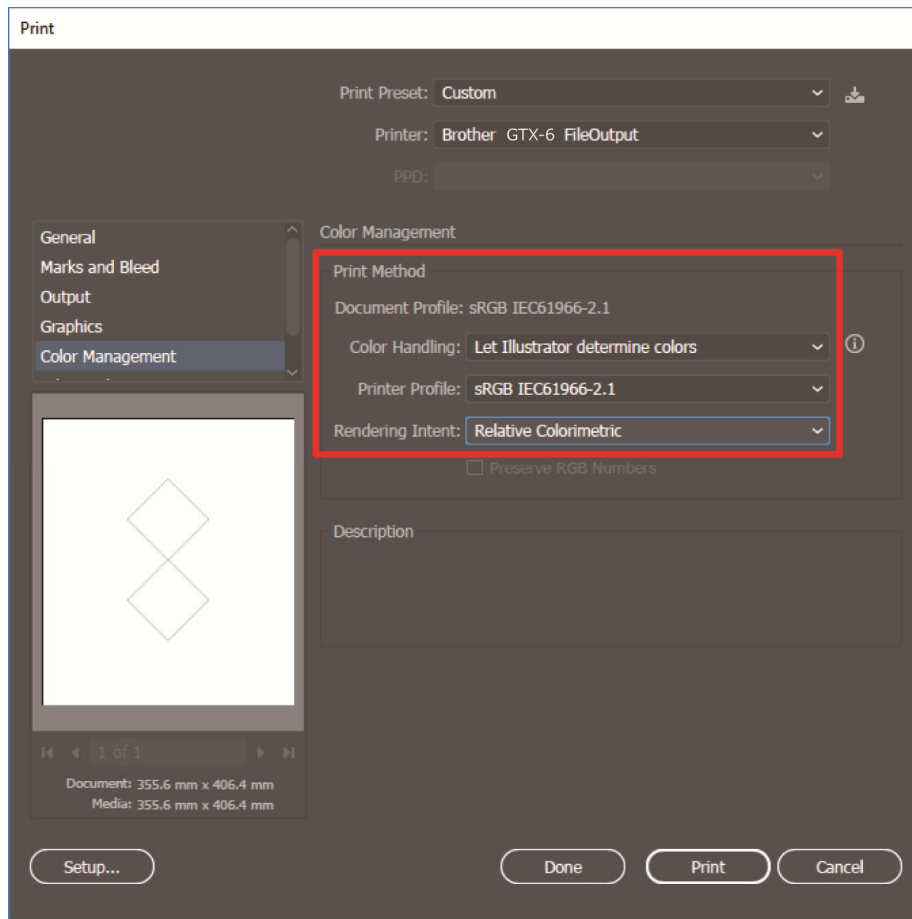 Print
Print Preset: Custom
Printer: Brother GTX-6 FileOutput
PPD:
General
Marks and Bleed
Output
Graphics
Color Management
Color Management
Print Method
Document Profile: sRGB IEC61966-2.1
Color Handling: Let Illustrator determine colors
Printer Profile: sRGB IEC61966-2.1
Rendering Intent: Relative Colorimetric
Preserve RGB Numbers
Description
1 of 1
Document: 355.6 mm x 406.4 mm
Media: 355.6 mm x 406.4 mm
Setup...
Done
Print
Cancel